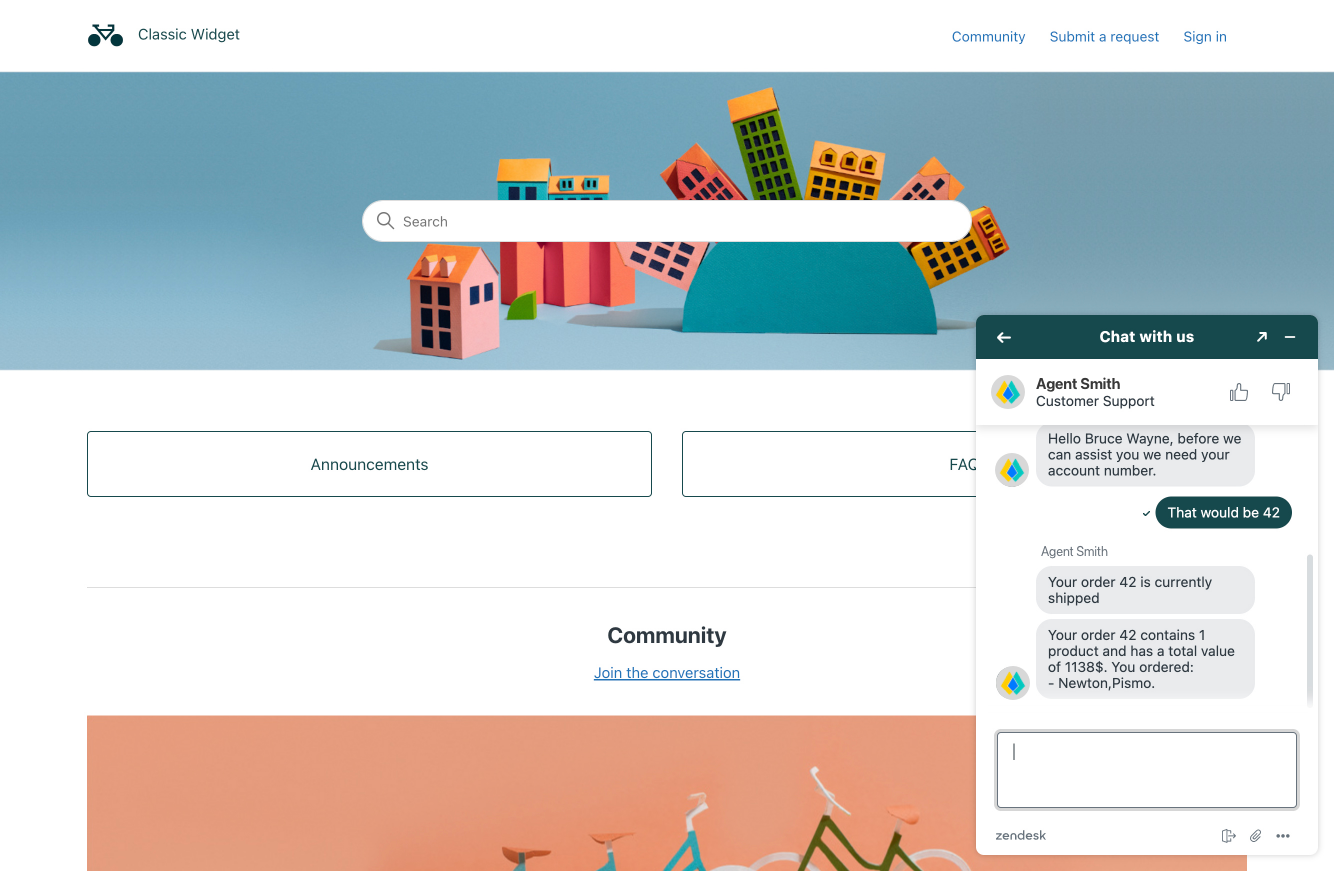 Classic Widget
Community
Submit a request
Sign in
Search
Announcements
FAQ
Community
Join the conversation
Chat with us
Agent Smith
Customer Support
Hello Bruce Wayne, before we
can assist you we need your
account number.
That would be 42
Agent Smith
Your order 42 is currently
shipped
Your order 42 contains 1
product and has a total value
of 1138$. You ordered:
- Newton,Pismo.
zendesk